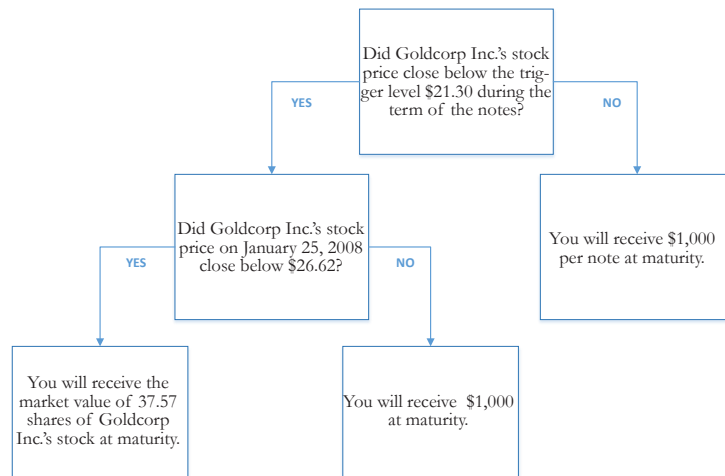 Did Goldcorp Inc.'s stock
price close below the trig-
ger level $21.30 during the
term of the notes?
YES
NO
Did Goldcorp Inc.'s stock
price on January 25, 2008
close below $26.62?
You will receive $1,000
per note at maturity.
YES
NO
You will receive the
market value of 37.57
shares of Goldcorp
Inc.'s stock at maturity.
You will receive $1,000
at maturity.